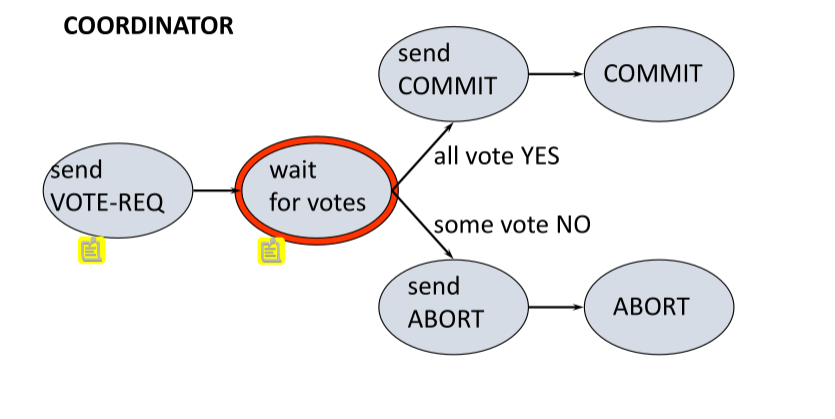 COORDINATOR
send
COMMIT
COMMIT
all vote YES
send
VOTE-REQ
wait
for votes
some vote NO
send
ABORT
ABORT